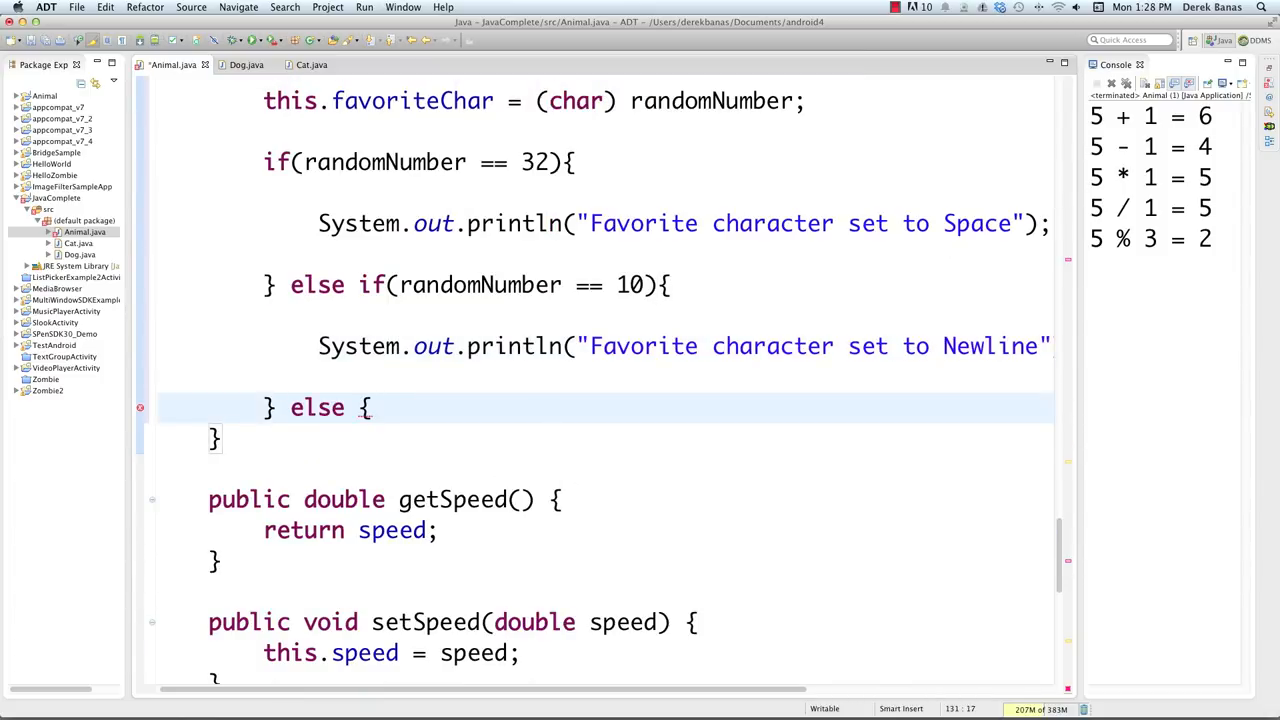 ADT File Edit Refactor Source Navigate Search Project Run Window Help 10 Mon 1:28 PM Derek Banas
Java - JavaComplete/src/Animal.java - ADT - /Users/derekbanas/Documents/android4
Quick Access Java DDMS
Package Exp
*Animal.java Dog.java Cat.java
Console
<terminated> Animal (1) [Java Application] /S
Animal
appcompat_v7
appcompat_v7_2
appcompat_v7_3
appcompat_v7_4
BridgeSample
HelloWorld
HelloZombie
ImageFilterSampleApp
JavaComplete
src
(default package)
Animal.java
Cat.java
Dog.java
JRE System Library [Ja
ListPickerExample2Activi
MediaBrowser
MultiWindowSDKExample
MusicPlayerActivity
SlookActivity
SPenSDK30_Demo
TestAndroid
TextGroupActivity
VideoPlayerActivity
Zombie
Zombie2
this.favoriteChar = (char) randomNumber;
if(randomNumber == 32){
System.out.println("Favorite character set to Space");
} else if(randomNumber == 10){
System.out.println("Favorite character set to Newline")
} else {
}
public double getSpeed() {
return speed;
}
public void setSpeed(double speed) {
this.speed = speed;
}
5 + 1 = 6
5 - 1 = 4
5 * 1 = 5
5 / 1 = 5
5 % 3 = 2
Writable Smart Insert 131 : 17 207M of 383M